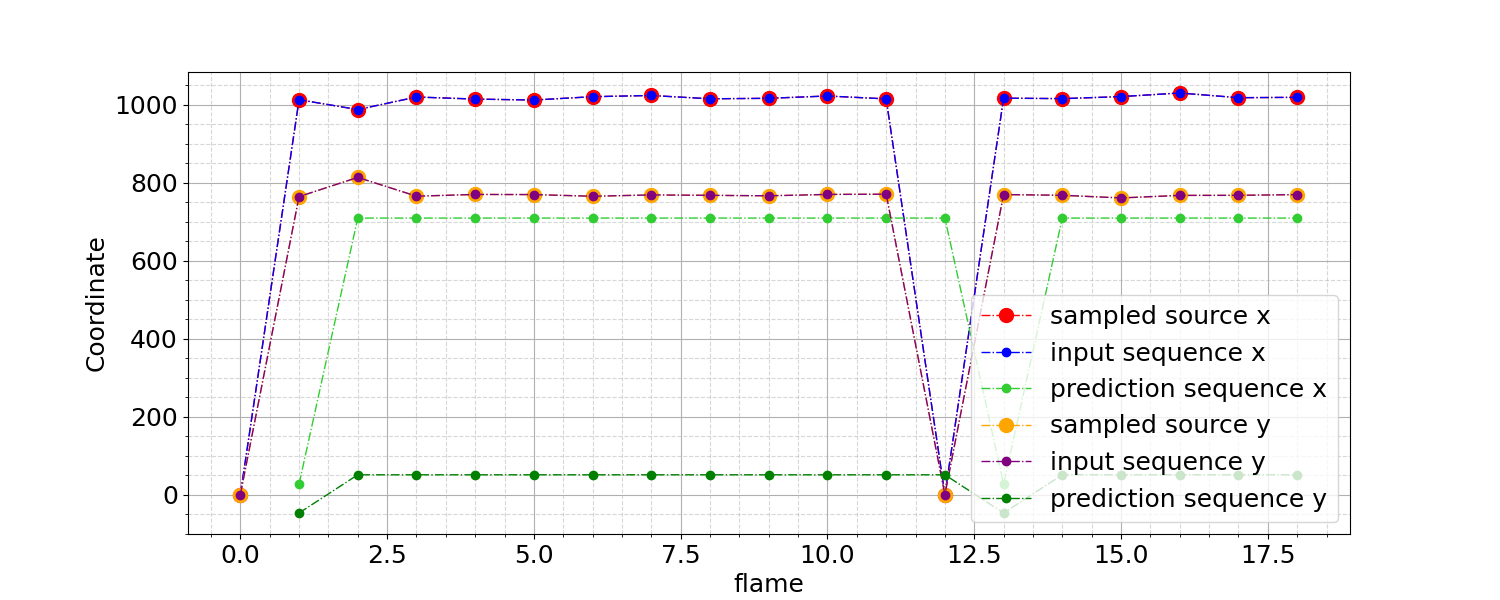 1000
800
600
400
200
0
Coordinate
sampled source x
input sequence x
prediction sequence x
sampled source y
input sequence y
prediction sequence y
0.0 2.5 5.0 7.5 10.0 12.5 15.0 17.5
flame